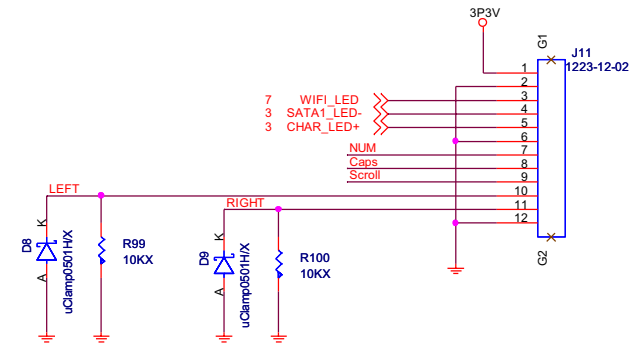 3P3V
G1
J11
1223-12-02
1
2
7 WIFI_LED 3
3 SATA1_LED- 4
3 CHAR_LED+ 5
6
NUM 7
Caps 8
Scroll 9
LEFT 10
RIGHT 11
12
G2
D8
K
A
uClamp0501H/X
R99
10KX
D9
K
A
uClamp0501H/X
R100
10KX